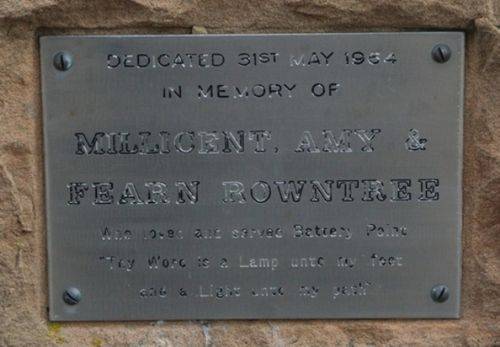 DEDICATED 31ST MAY 1964
IN MEMORY OF
MILLICENT, AMY &
FEARN ROWNTREE
Who loved and served Battery Point
"Thy Word is a Lamp unto my feet
and a Light unto my path"